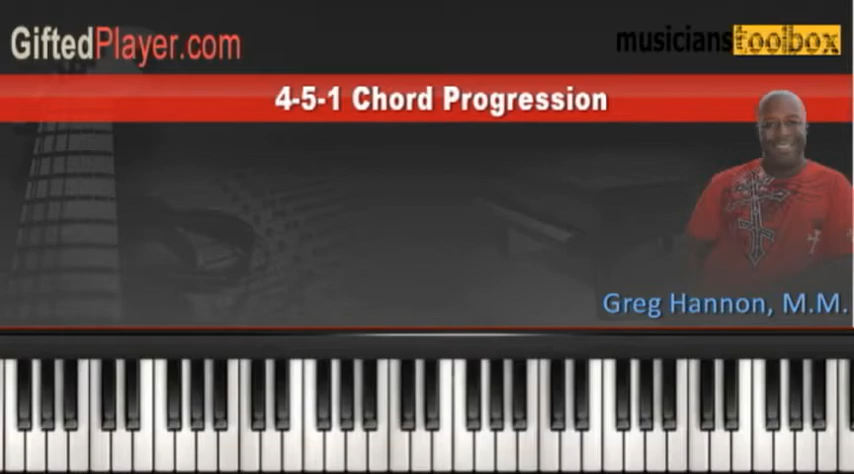 GiftedPlayer.com
musicianstoolbox
4-5-1 Chord Progression
Greg Hannon, M.M.